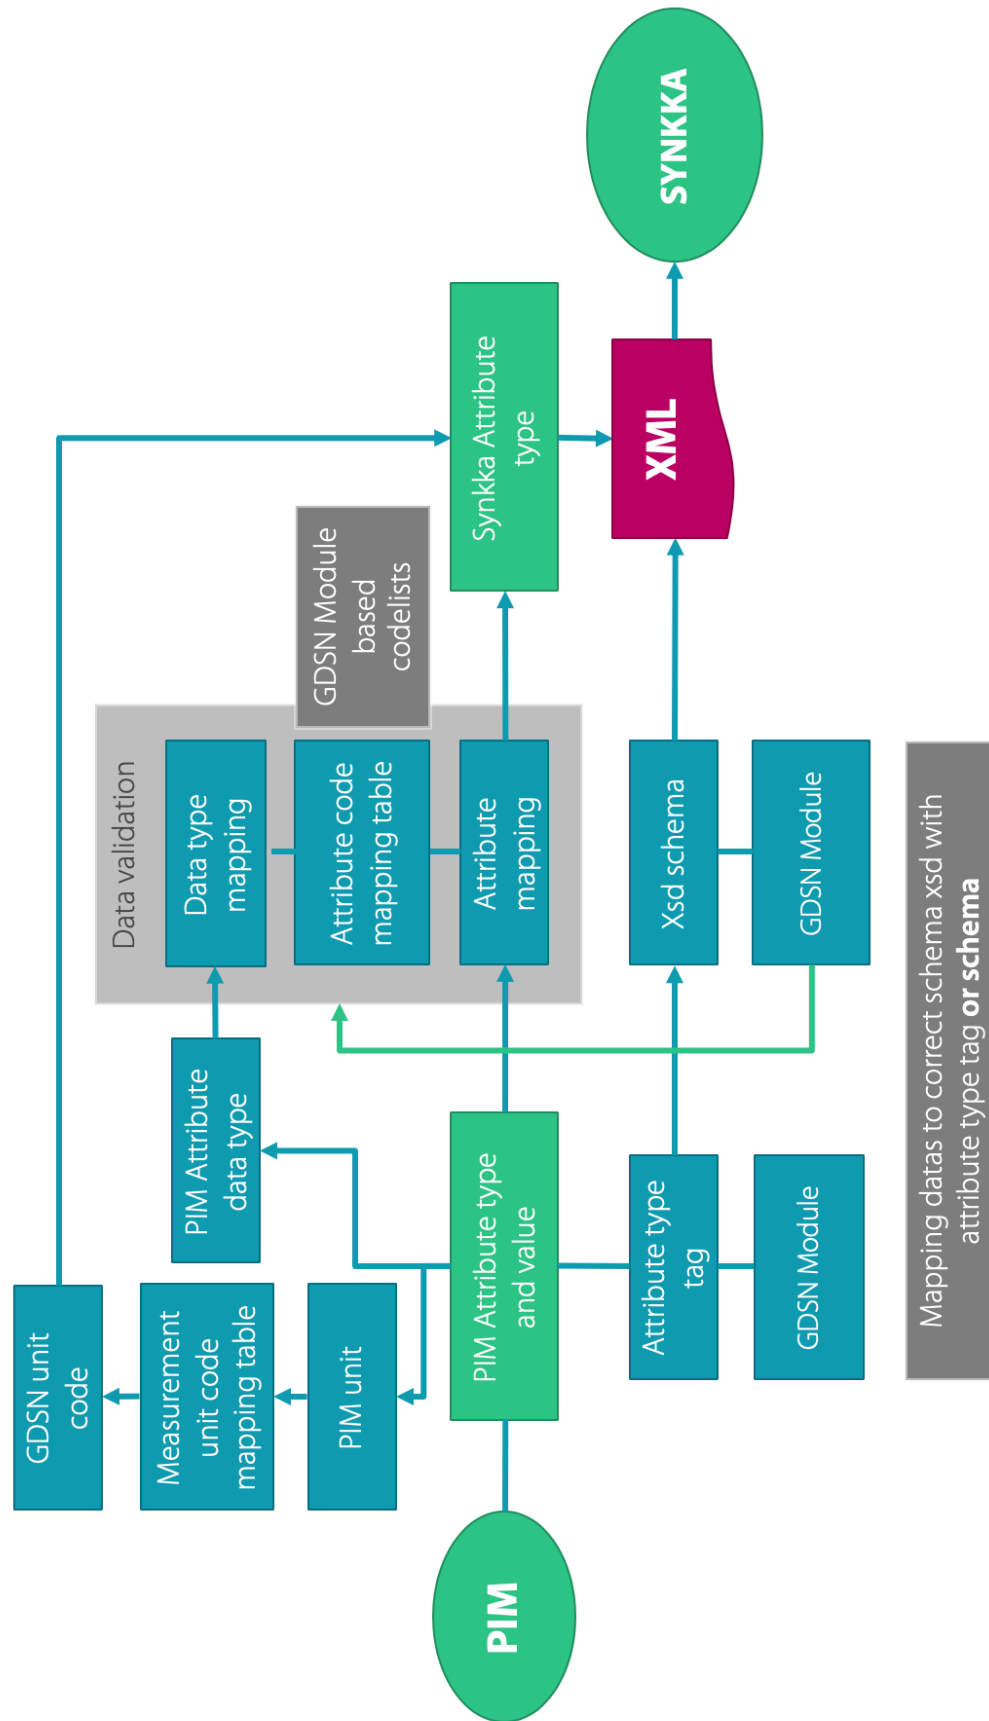 GDSN unit
code
Measurement
unit code
mapping table
PIM unit
PIM Attribute
data type
Data validation
Data type
mapping
Attribute code
mapping table
Attribute
mapping
GDSN Module
based
codelists
PIM
PIM Attribute type
and value
Synkka Attribute
type
Attribute type
tag
GDSN Module
Xsd schema
GDSN Module
XML
SYNKKA
Mapping datas to correct schema xsd with
attribute type tag or schema